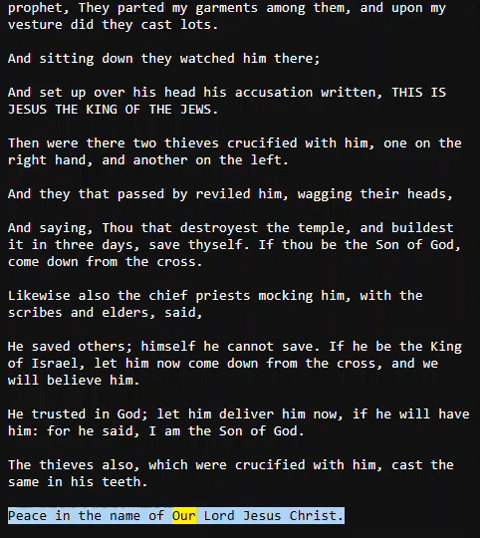 prophet, They parted my garments among them, and upon my
vesture did they cast lots.
And sitting down they watched him there;
And set up over his head his accusation written, THIS IS
JESUS THE KING OF THE JEWS.
Then were there two thieves crucified with him, one on the
right hand, and another on the left.
And they that passed by reviled him, wagging their heads,
And saying, Thou that destroyest the temple, and buildest
it in three days, save thyself. If thou be the Son of God,
come down from the cross.
Likewise also the chief priests mocking him, with the
scribes and elders, said,
He saved others; himself he cannot save. If he be the King
of Israel, let him now come down from the cross, and we
will believe him.
He trusted in God; let him deliver him now, if he will have
him: for he said, I am the Son of God.
The thieves also, which were crucified with him, cast the
same in his teeth.
Peace in the name of Our Lord Jesus Christ.